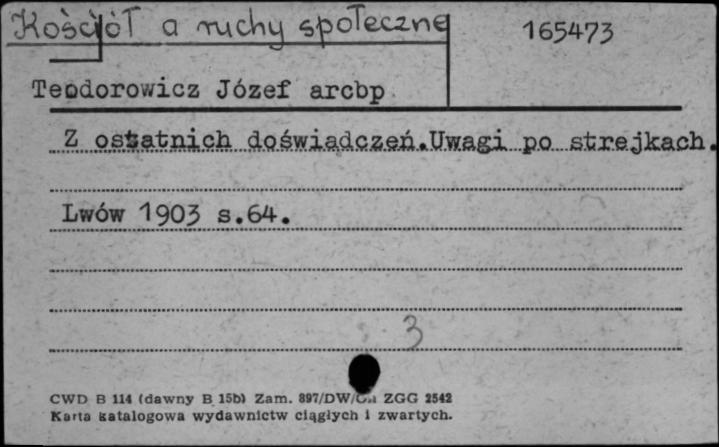 Kościół a ruchy społeczne
165473
Teodorowicz Józef arcbp
Z ostatnich doświadczeń.Uwagi po strejkach.
Lwów 1903 s.64.
3
CWD B 114 (dawny B 15b) Zam. 897/DW/ ZGG 2542
Karta katalogowa wydawnictw ciągłych i zwartych.